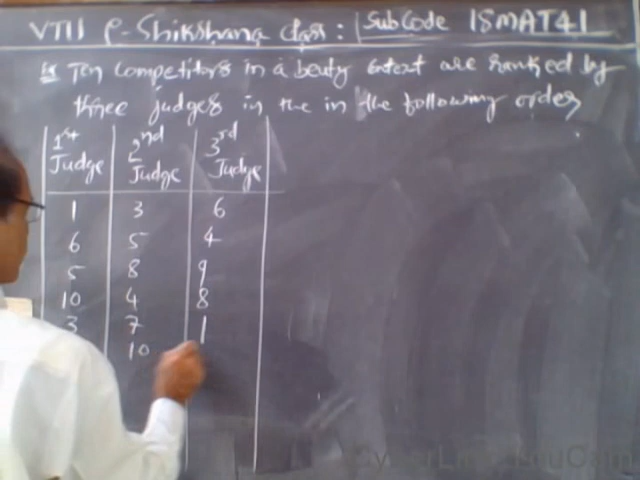 VTU e-Shikshana class: Sub Code 15MAT41
Ten competitors in a beuty contest are ranked by
three judges in the in the following order
1st Judge 2nd Judge 3rd Judge
1 3 6
6 5 4
5 8 9
10 4 8
3 7 1
10